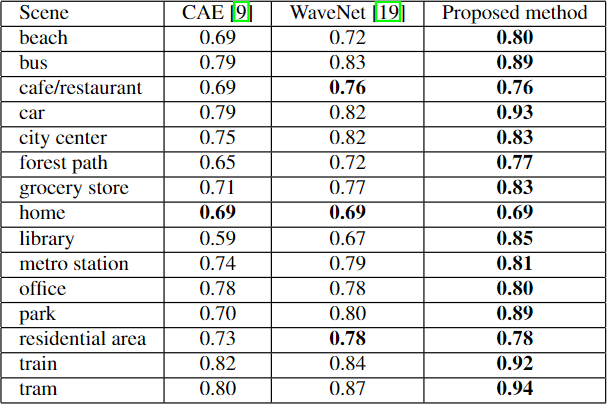 Scene CAE [9] WaveNet [19] Proposed method
beach 0.69 0.72 0.80
bus 0.79 0.83 0.89
cafe/restaurant 0.69 0.76 0.76
car 0.79 0.82 0.93
city center 0.75 0.82 0.83
forest path 0.65 0.72 0.77
grocery store 0.71 0.77 0.83
home 0.69 0.69 0.69
library 0.59 0.67 0.85
metro station 0.74 0.79 0.81
office 0.78 0.78 0.80
park 0.70 0.80 0.89
residential area 0.73 0.78 0.78
train 0.82 0.84 0.92
tram 0.80 0.87 0.94